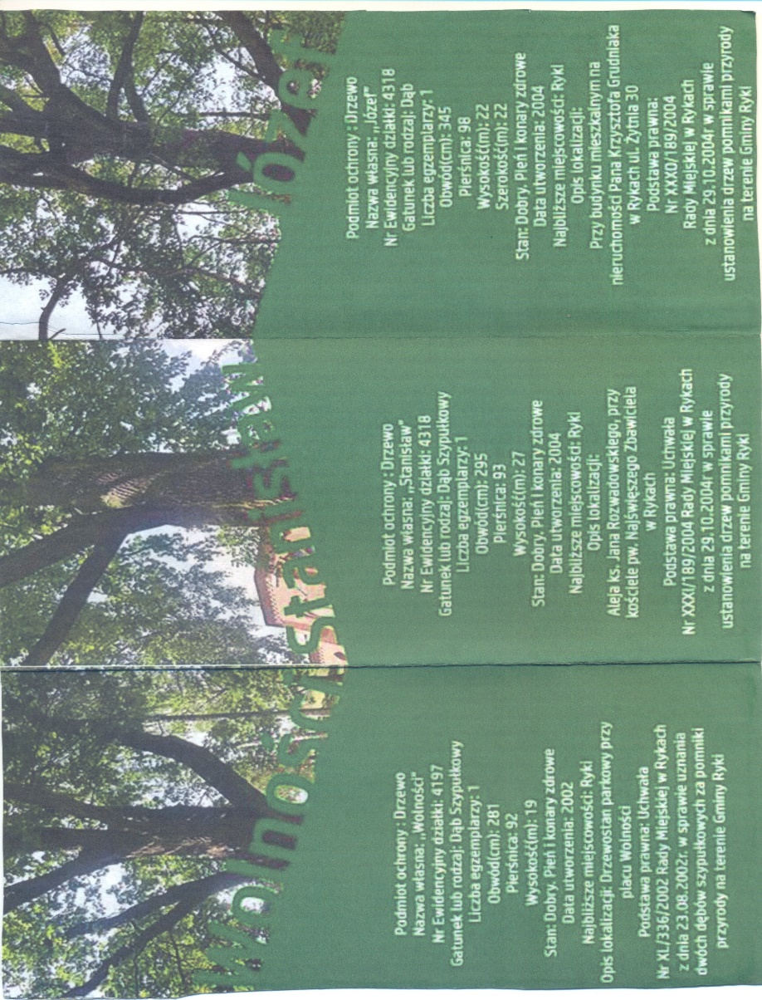 Wolności
Podmiot ochrony : Drzewo
Nazwa własna: „Wolności"
Nr Ewidencyjny działki: 4197
Gatunek lub rodzaj: Dąb Szypułkowy
Liczba egzemplarzy: 1
Obwód(cm): 281
Pierśnica: 92
Wysokość(m): 19
Stan: Dobry. Pień i konary zdrowe
Data utworzenia: 2002
Najbliższe miejscowości: Ryki
Opis lokalizacji: Drzewostan parkowy przy
placu Wolności
Podstawa prawna: Uchwała
Nr XL/336/2002 Rady Miejskiej w Rykach
z dnia 23.08.2002r. w sprawie uznania
dwóch dębów szypułkowych za pomniki
przyrody na terenie Gminy Ryki
Stanisław
Podmiot ochrony : Drzewo
Nazwa własna: „Stanisław"
Nr Ewidencyjny działki: 4318
Gatunek lub rodzaj: Dąb Szypułkowy
Liczba egzemplarzy: 1
Obwód(cm): 295
Pierśnica: 93
Wysokość(m): 27
Stan: Dobry. Pień i konary zdrowe
Data utworzenia: 2004
Najbliższe miejscowości: Ryki
Opis lokalizacji:
Aleja ks. Jana Rozwadowskiego, przy
kościele pw. Najświęszego Zbawiciela
w Rykach
Podstawa prawna: Uchwała
Nr XXXI/189/2004 Rady Miejskiej w Rykach
z dnia 29.10.2004r w sprawie
ustanowienia drzew pomnikami przyrody
na terenie Gminy Ryki
Józef
Podmiot ochrony : Drzewo
Nazwa własna: „Józef"
Nr Ewidencyjny działki: 4318
Gatunek lub rodzaj: Dąb
Liczba egzemplarzy: 1
Obwód(cm): 345
Pierśnica: 98
Wysokość(m): 22
Szerokość(m): 22
Stan: Dobry. Pień i konary zdrowe
Data utworzenia: 2004
Najbliższe miejscowości: Ryki
Opis lokalizacji:
Przy budynku mieszkalnym na
nieruchomości Pana Krzysztofa Grudniaka
w Rykach ul. Żytnia 30
Podstawa prawna:
Nr XXXI/189/2004
Rady Miejskiej w Rykach
z dnia 29.10.2004r w sprawie
ustanowienia drzew pomnikami przyrody
na terenie Gminy Ryki